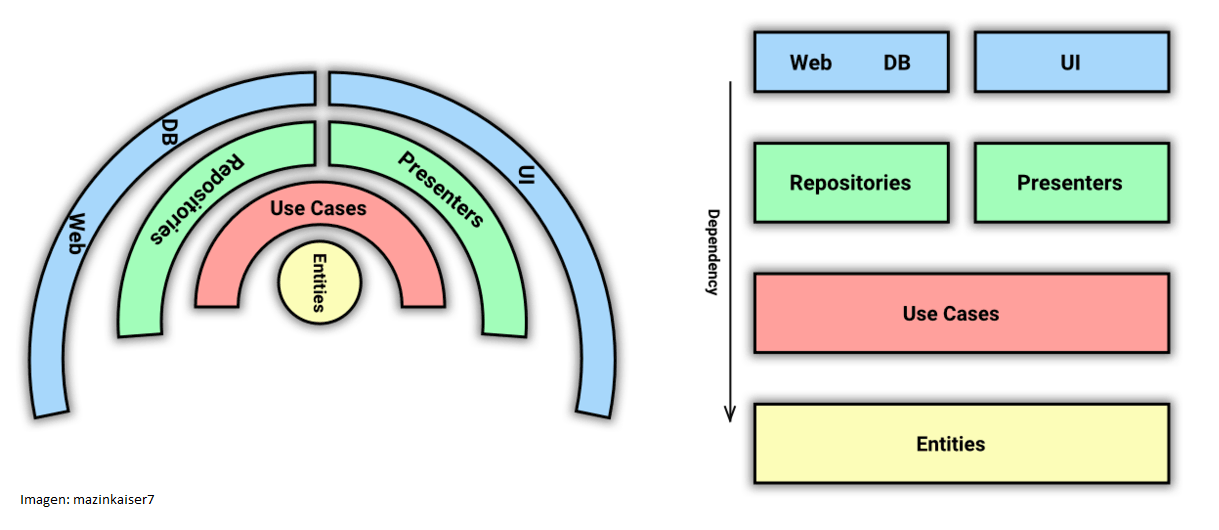 DB
Web
Repositories
Presenters
UI
Use Cases
Entities
Web DB
UI
Repositories
Presenters
Dependency
Use Cases
Entities
Imagen: mazinkaiser7